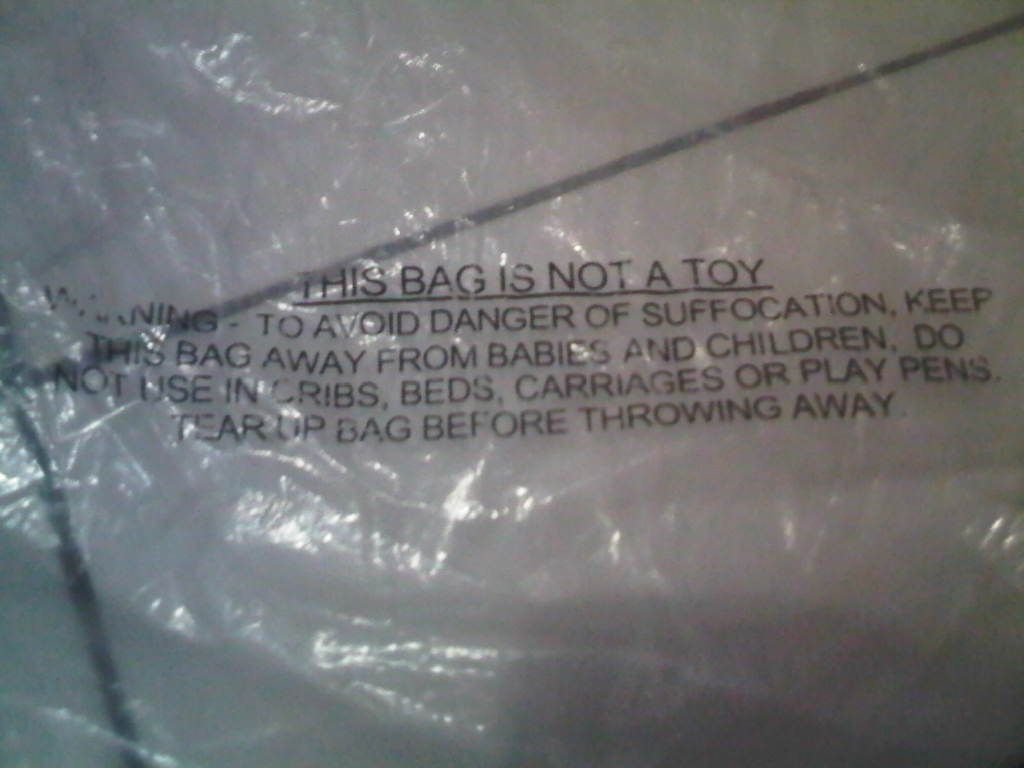 THIS BAG IS NOT A TOY
WARNING - TO AVOID DANGER OF SUFFOCATION, KEEP
THIS BAG AWAY FROM BABIES AND CHILDREN. DO
NOT USE IN CRIBS, BEDS, CARRIAGES OR PLAY PENS.
TEAR UP BAG BEFORE THROWING AWAY.